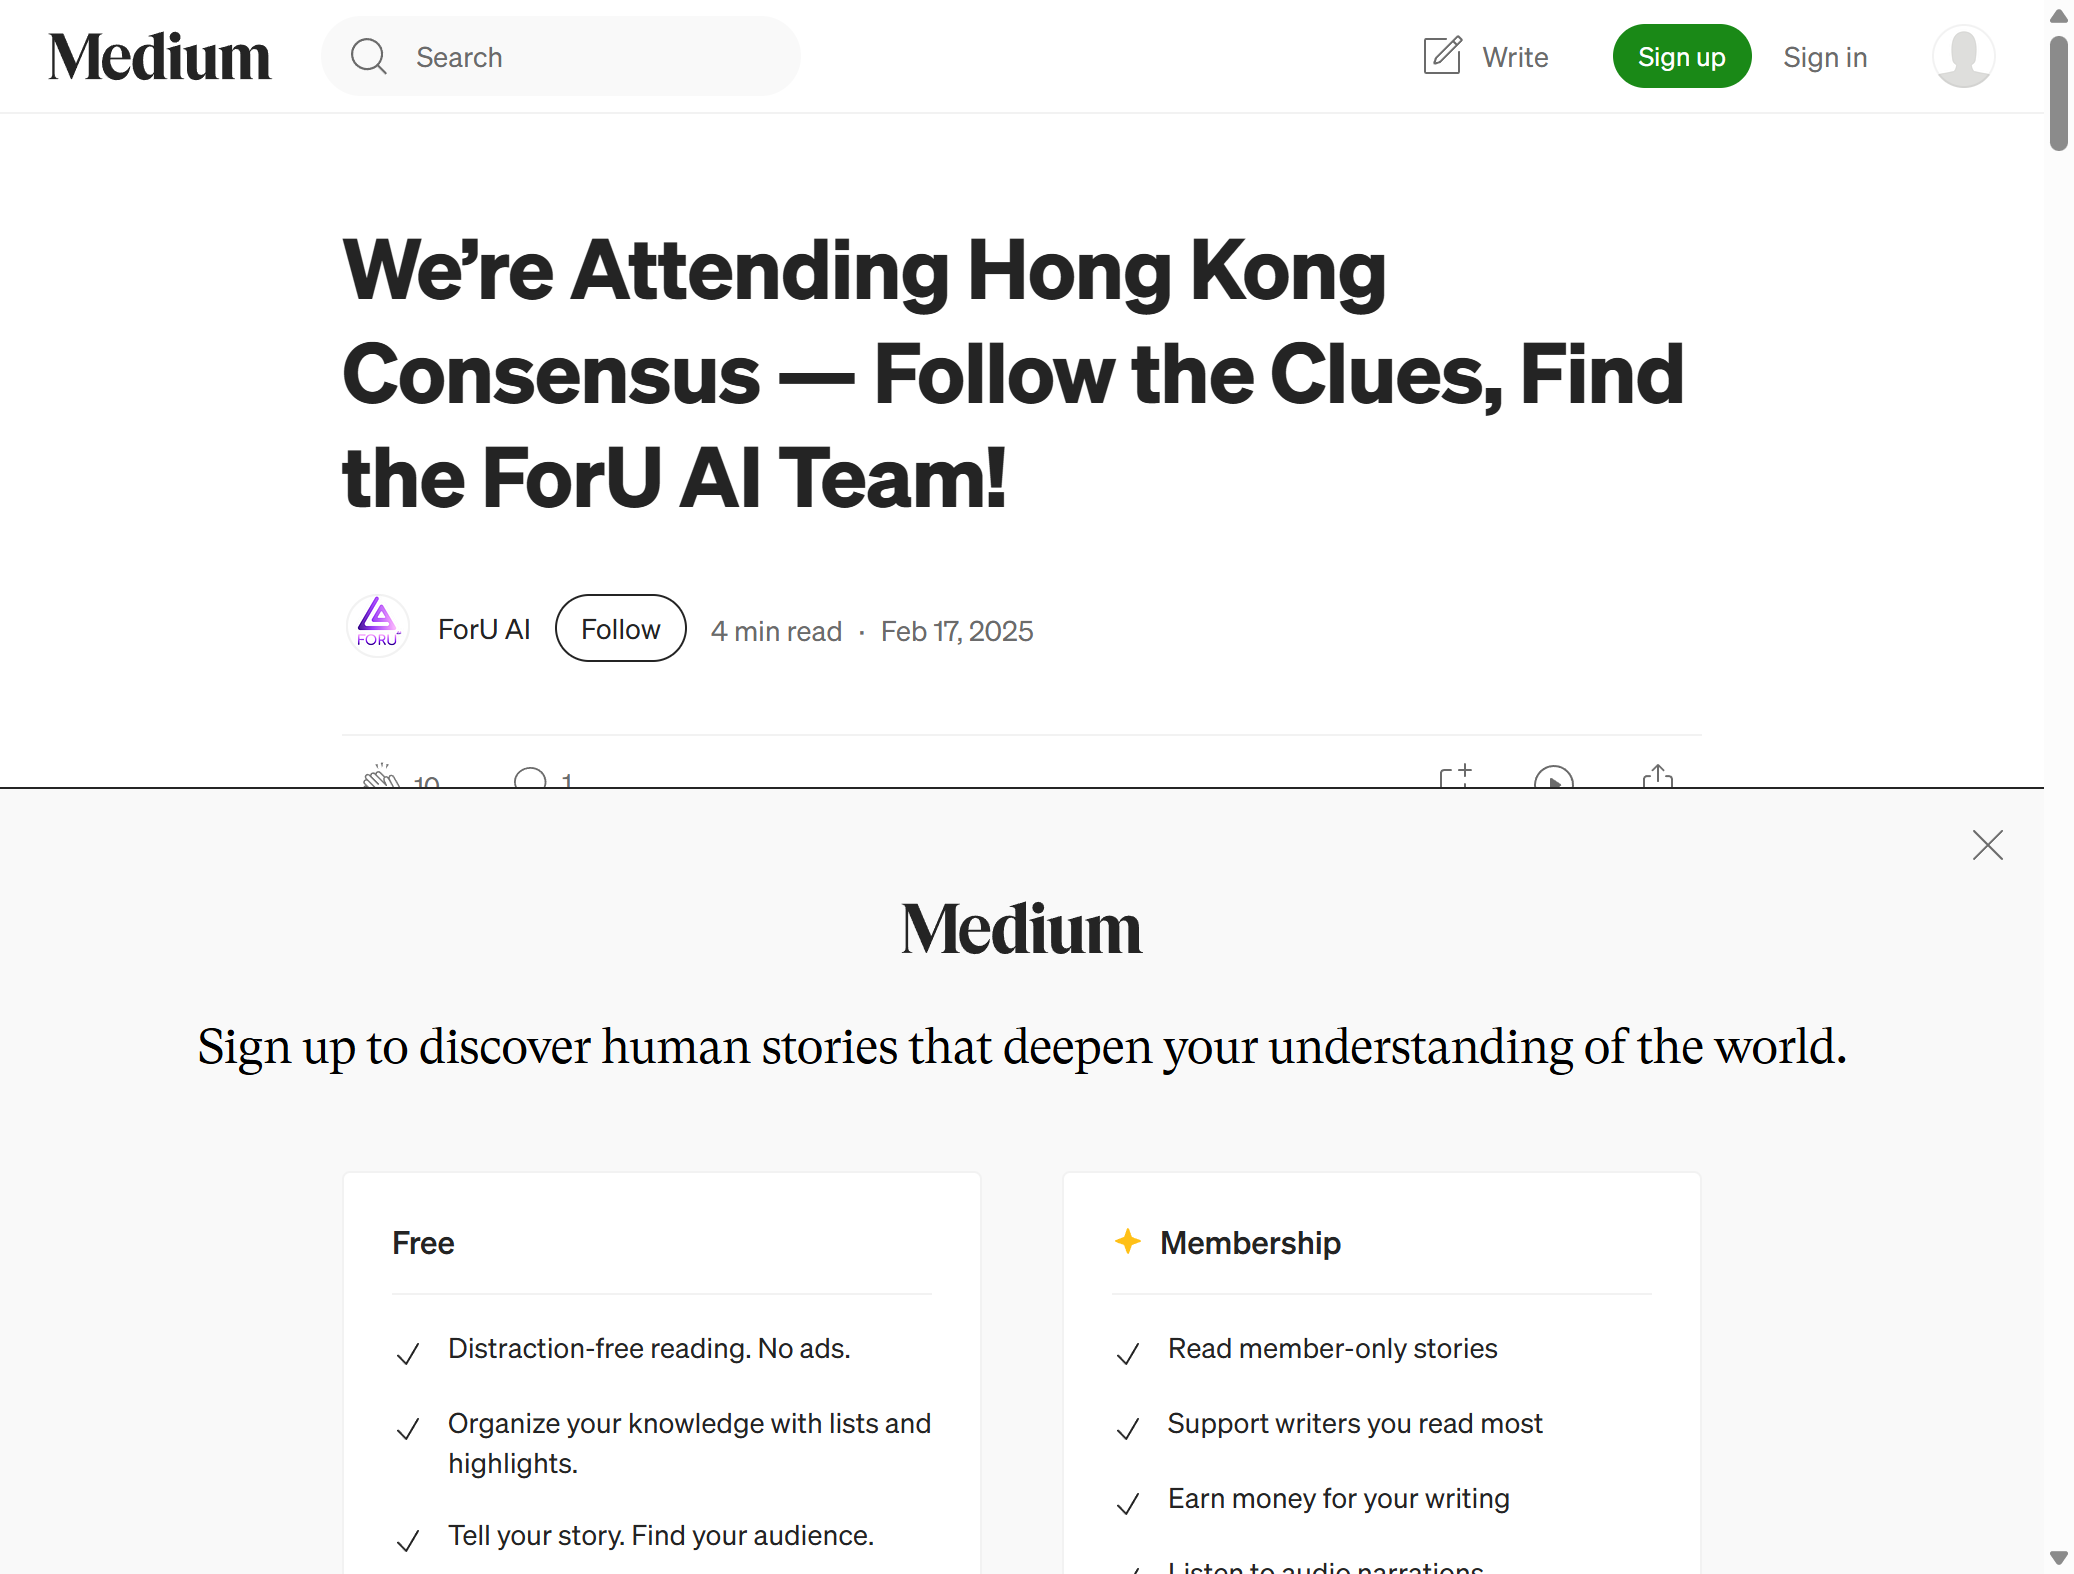 Medium
Search
Write
Sign up
Sign in
We’re Attending Hong Kong
Consensus — Follow the Clues, Find
the ForU AI Team!
FORU
ForU AI
Follow
4 min read · Feb 17, 2025
10
1
Medium
Sign up to discover human stories that deepen your understanding of the world.
Free
Distraction-free reading. No ads.
Organize your knowledge with lists and
highlights.
Tell your story. Find your audience.
Membership
Read member-only stories
Support writers you read most
Earn money for your writing
Listen to audio narrations